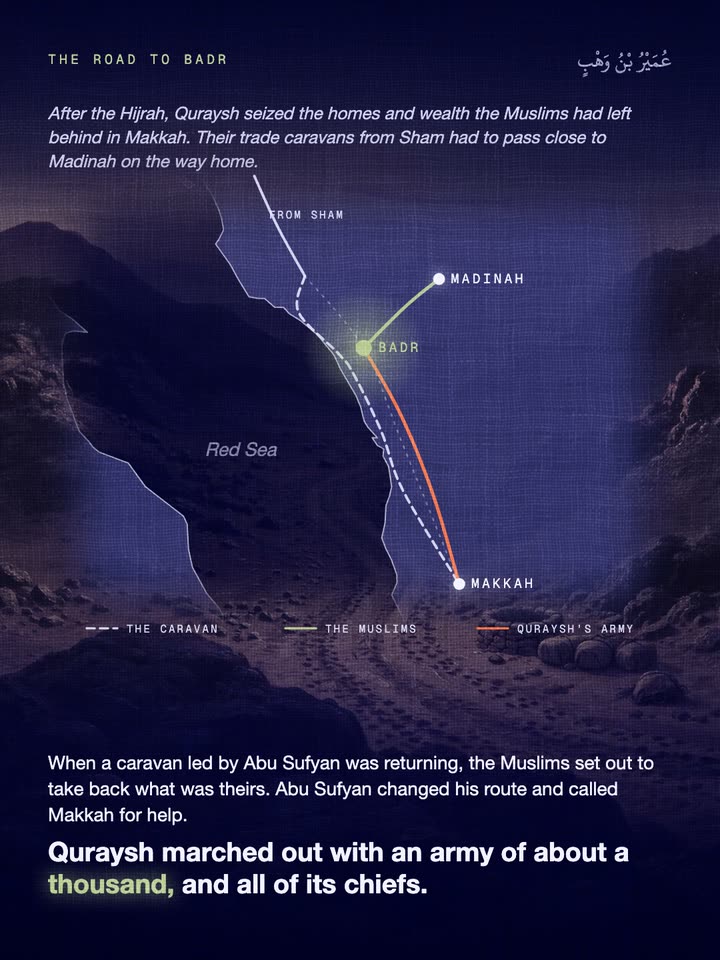 THE ROAD TO BADR
عُمَيْرُ بْنُ وَهْبٍ
After the Hijrah, Quraysh seized the homes and wealth the Muslims had left
behind in Makkah. Their trade caravans from Sham had to pass close to
Madinah on the way home.
FROM SHAM
MADINAH
BADR
Red Sea
MAKKAH
THE CARAVAN
THE MUSLIMS
QURAYSH'S ARMY
When a caravan led by Abu Sufyan was returning, the Muslims set out to
take back what was theirs. Abu Sufyan changed his route and called
Makkah for help.
Quraysh marched out with an army of about a
thousand, and all of its chiefs.